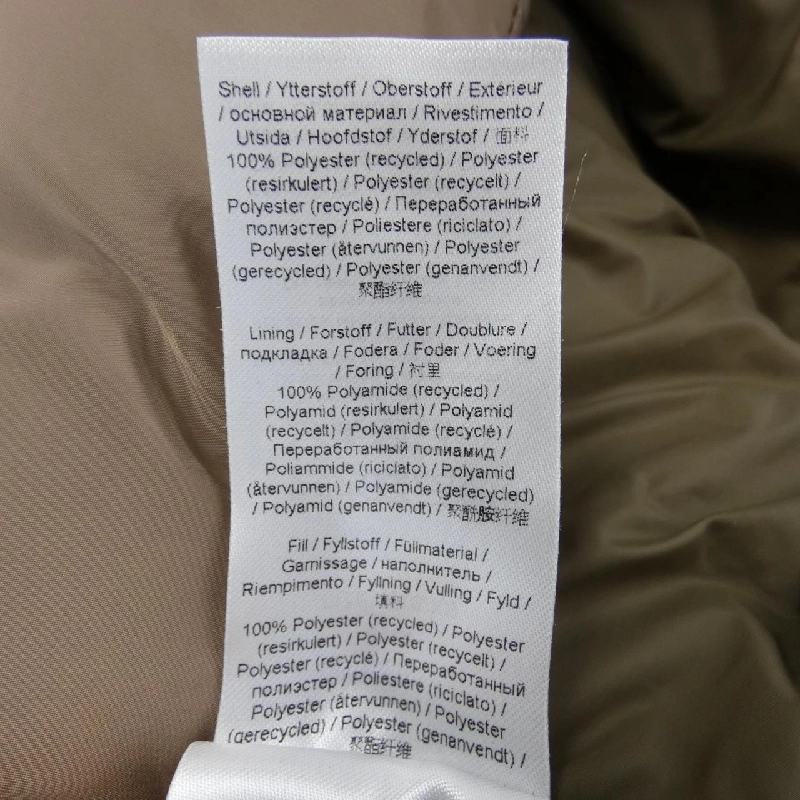 Shell / Ytterstoff / Oberstoff / Extérieur
/ основной материал / Rivestimento /
Utsida / Hoofdstof / Yderstof / 面料
100% Polyester (recycled) / Polyester
(resirkulert) / Polyester (recycelt) /
Polyester (recyclé) / Переработанный
полиэстер / Poliestere (riciclato) /
Polyester (återvunnen) / Polyester
(gerecycled) / Polyester (genanvendt) /
聚酯纤维
Lining / Forstoff / Futter / Doublure /
подкладка / Fodera / Foder / Voering
/ Foring / 衬里
100% Polyamide (recycled) /
Polyamid (resirkulert) / Polyamid
(recycelt) / Polyamide (recyclé) /
Переработанный полиамид /
Poliammide (riciclato) / Polyamid
(återvunnen) / Polyamide (gerecycled)
/ Polyamid (genanvendt) / 聚酰胺纤维
Fill / Fyllstoff / Füllmaterial /
Garnissage / наполнитель /
Riempimento / Fyllning / Vulling / Fyld /
填料
100% Polyester (recycled) / Polyester
(resirkulert) / Polyester (recycelt) /
Polyester (recyclé) / Переработанный
полиэстер / Poliestere (riciclato) /
Polyester (återvunnen) / Polyester
(gerecycled) / Polyester (genanvendt) /
聚酯纤维